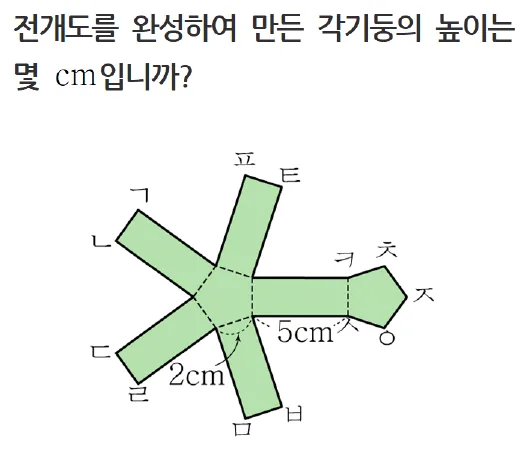 전개도를 완성하여 만든 각기둥의 높이는
몇 cm입니까?
ㅍ
ㅌ
ㄱ
ㄴ
ㅋ
ㅊ
ㅈ
5cm
ㅅ
ㅇ
ㄷ
2cm
ㄹ
ㅁ
ㅂ